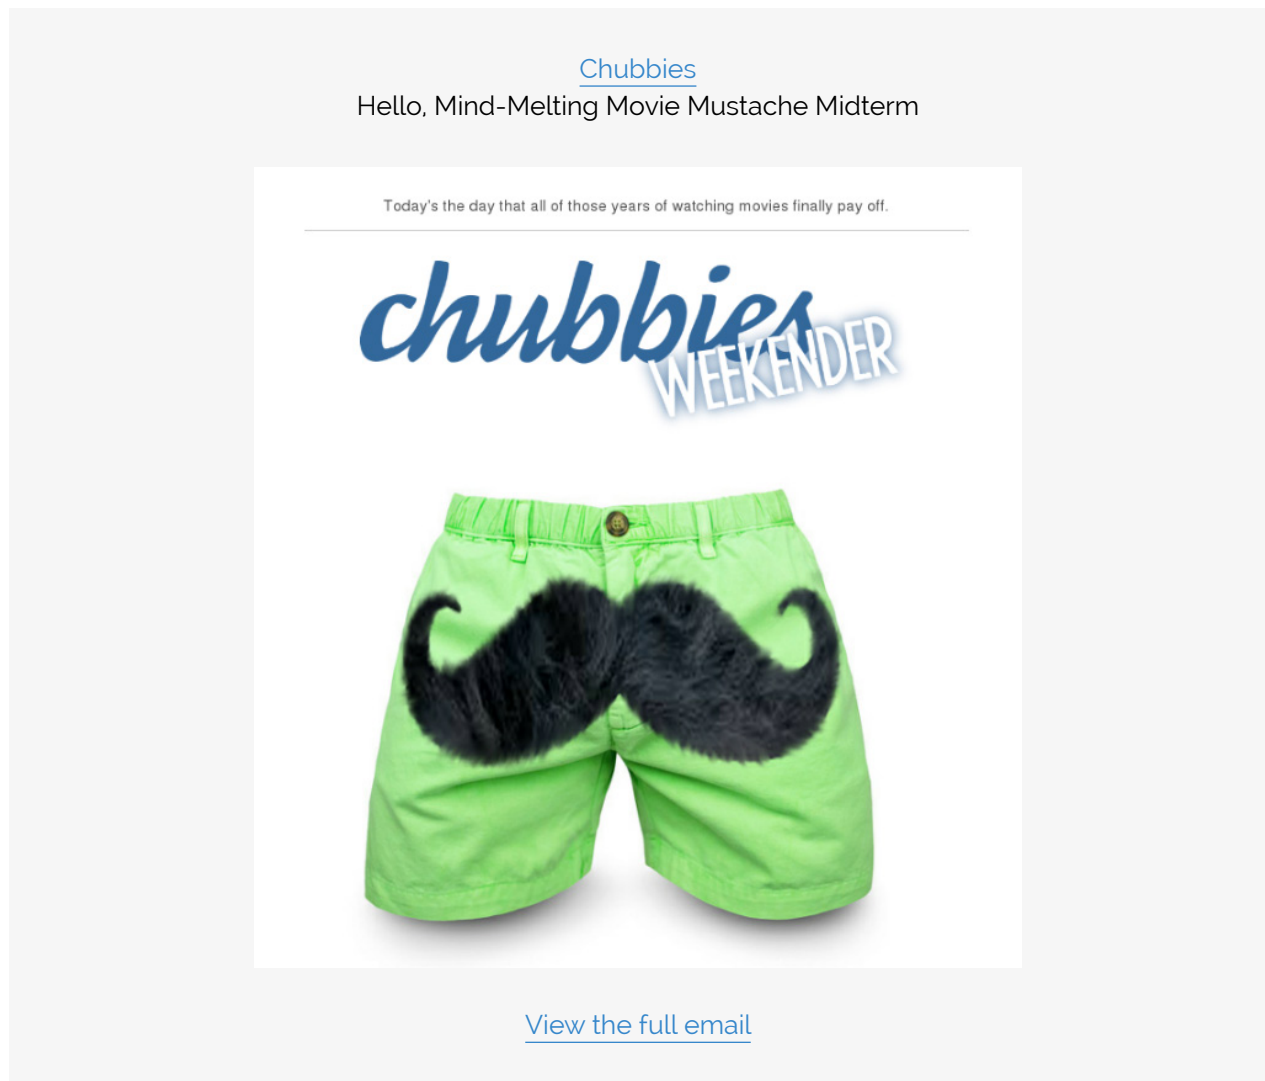 Chubbies
Hello, Mind-Melting Movie Mustache Midterm
Today's the day that all of those years of watching movies finally pay off.
chubbies
WEEKENDER
View the full email